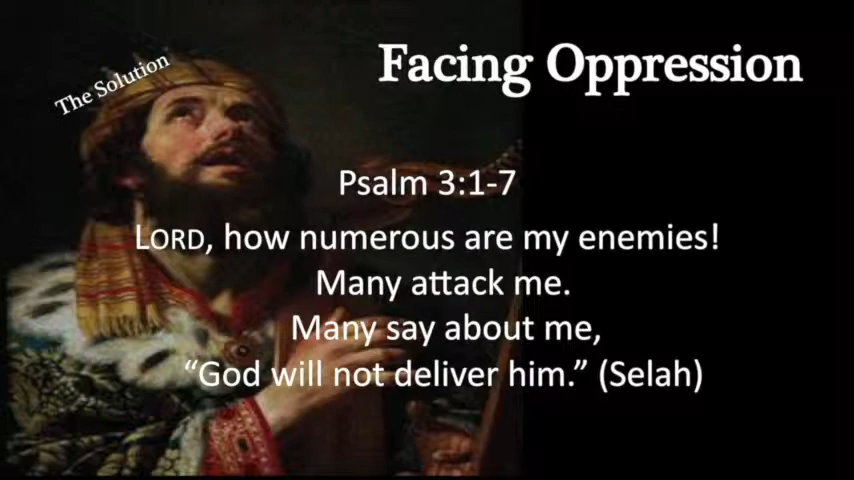 The Solution
Facing Oppression
Psalm 3:1-7
LORD, how numerous are my enemies!
Many attack me.
Many say about me,
“God will not deliver him.” (Selah)